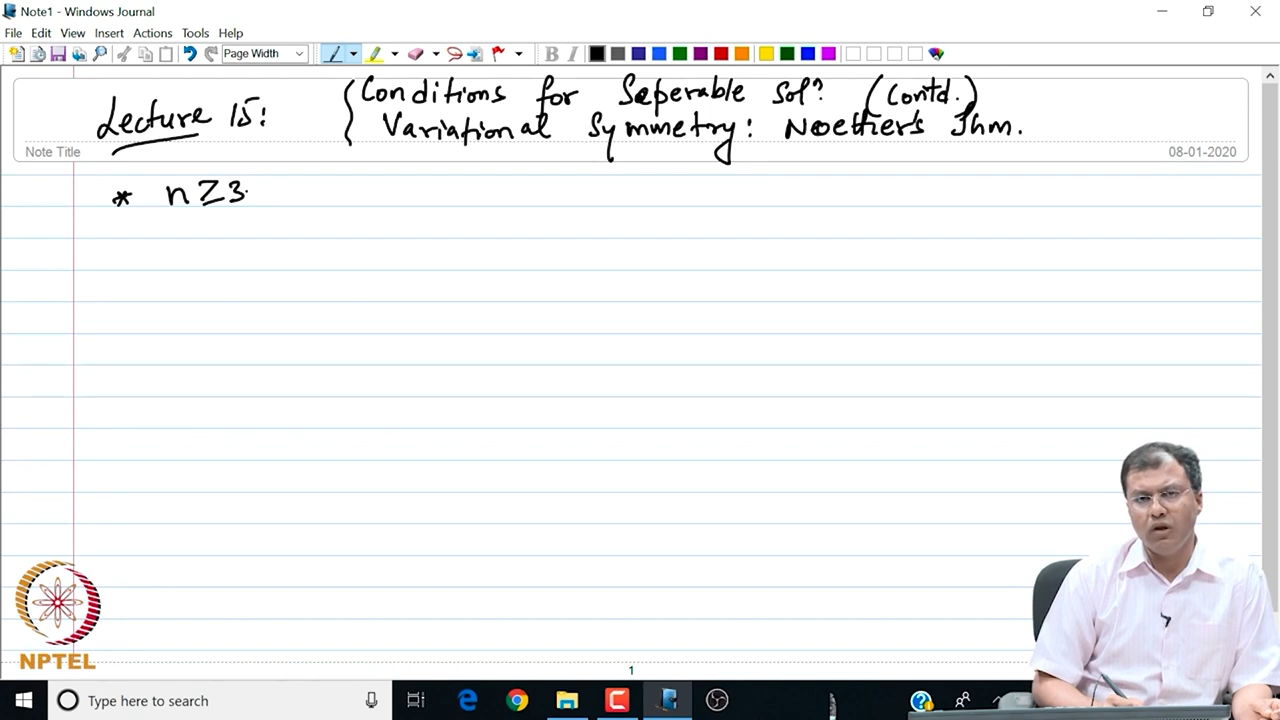 Note1 - Windows Journal
File Edit View Insert Actions Tools Help
Page Width
B I
Lecture 15: { Conditions for Seperable Sol? (Contd.)
Variational Symmetry: Noether's Thm.
Note Title
08-01-2020
* n ≥ 3
NPTEL
1
Type here to search